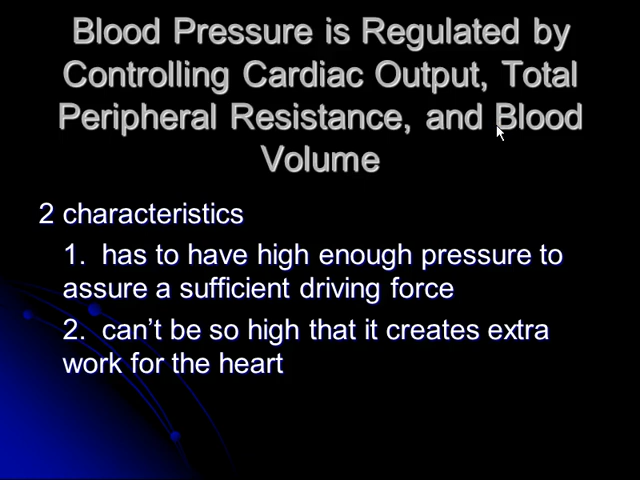 Blood Pressure is Regulated by
Controlling Cardiac Output, Total
Peripheral Resistance, and Blood
Volume
2 characteristics
1. has to have high enough pressure to
assure a sufficient driving force
2. can't be so high that it creates extra
work for the heart